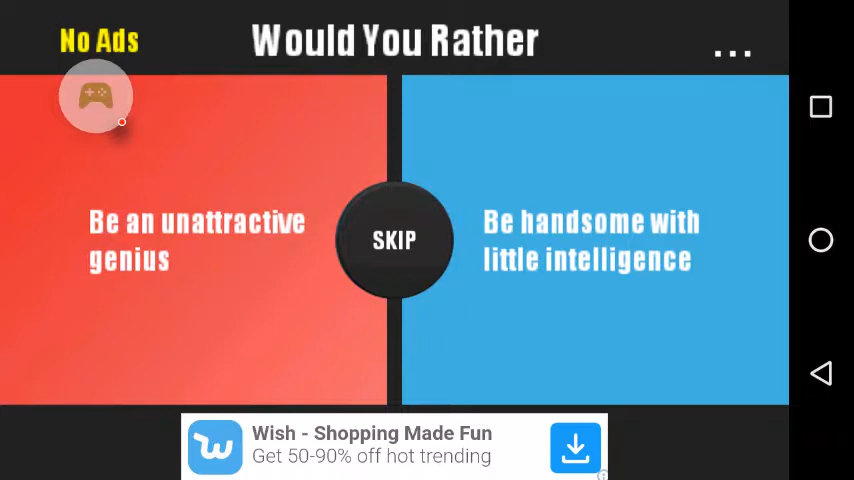 No Ads
Would You Rather
...
Be an unattractive
genius
SKIP
Be handsome with
little intelligence
Wish - Shopping Made Fun
Get 50-90% off hot trending